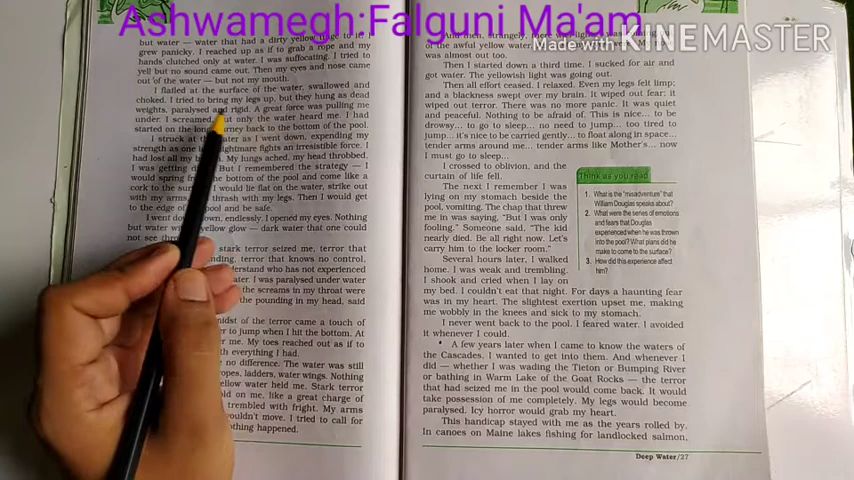 Ashwamegh:Falguni Ma'am
Made with KINEMASTER
but water — water that had a dirty yellow tinge to it. I
grew panicky. I reached up as if to grab a rope and my
hands clutched only at water. I was suffocating. I tried to
yell but no sound came out. Then my eyes and nose came
out of the water — but not my mouth.
I flailed at the surface of the water, swallowed and
choked. I tried to bring my legs up, but they hung as dead
weights, paralysed and rigid. A great force was pulling me
under. I screamed, but only the water heard me. I had
started on the long journey back to the bottom of the pool.
I struck at the water as I went down, expending my
strength as one in a nightmare fights an irresistible force. I
had lost all my breath. My lungs ached, my head throbbed.
I was getting dizzy. But I remembered the strategy — I
would spring from the bottom of the pool and come like a
cork to the surface. I would lie flat on the water, strike out
with my arms and thrash with my legs. Then I would get
to the edge of the pool and be safe.
I went down, down, endlessly. I opened my eyes. Nothing
but water with a yellow glow — dark water that one could
not see through.
stark terror seized me, terror that
terror that knows no control,
understand who has not experienced
water. I was paralysed under water
the screams in my throat were
the pounding in my head, said
midst of the terror came a touch of
to jump when I hit the bottom. At
me. My toes reached out as if to
with everything I had.
no difference. The water was still
ropes, ladders, water wings. Nothing
yellow water held me. Stark terror
hold on me, like a great charge of
trembled with fright. My arms
wouldn't move. I tried to call for
nothing happened.
And then, strangely, there was light.
of the awful yellow water.
was almost out too.
Then I started down a third time. I sucked for air and
got water. The yellowish light was going out.
Then all effort ceased. I relaxed. Even my legs felt limp;
and a blackness swept over my brain. It wiped out fear; it
wiped out terror. There was no more panic. It was quiet
and peaceful. Nothing to be afraid of. This is nice... to be
drowsy... to go to sleep... no need to jump... too tired to
jump... it's nice to be carried gently... to float along in space...
tender arms around me... tender arms like Mother's... now
I must go to sleep...
I crossed to oblivion, and the
curtain of life fell.
The next I remember I was
lying on my stomach beside the
pool, vomiting. The chap that threw
me in was saying, "But I was only
fooling." Someone said, "The kid
nearly died. Be all right now. Let's
carry him to the locker room."
Several hours later, I walked
home. I was weak and trembling.
I shook and cried when I lay on
my bed. I couldn't eat that night. For days a haunting fear
was in my heart. The slightest exertion upset me, making
me wobbly in the knees and sick to my stomach.
I never went back to the pool. I feared water. I avoided
it whenever I could.
A few years later when I came to know the waters of
the Cascades, I wanted to get into them. And whenever I
did — whether I was wading the Tieton or Bumping River
or bathing in Warm Lake of the Goat Rocks — the terror
that had seized me in the pool would come back. It would
take possession of me completely. My legs would become
paralysed. Icy horror would grab my heart.
This handicap stayed with me as the years rolled by.
In canoes on Maine lakes fishing for landlocked salmon,
Think as you read
1. What is the "misadventure" that
William Douglas speaks about?
2. What were the series of emotions
and fears that Douglas
experienced when he was thrown
into the pool? What plans did he
make to come to the surface?
3. How did this experience affect
him?
Deep Water/27